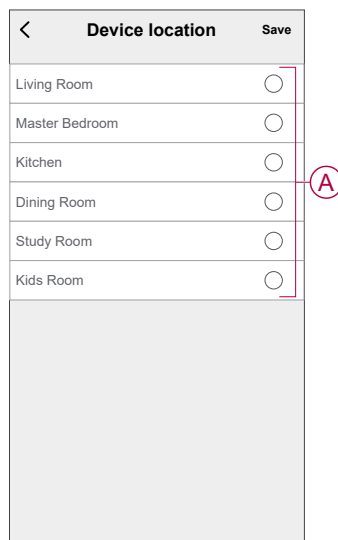 Device location Save
Living Room
Master Bedroom
Kitchen
A
Dining Room
Study Room
Kids Room